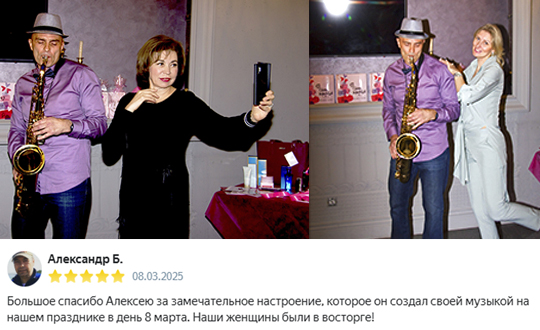 Александр Б.
08.03.2025
Большое спасибо Алексею за замечательное настроение, которое он создал своей музыкой на
нашем празднике в день 8 марта. Наши женщины были в восторге!